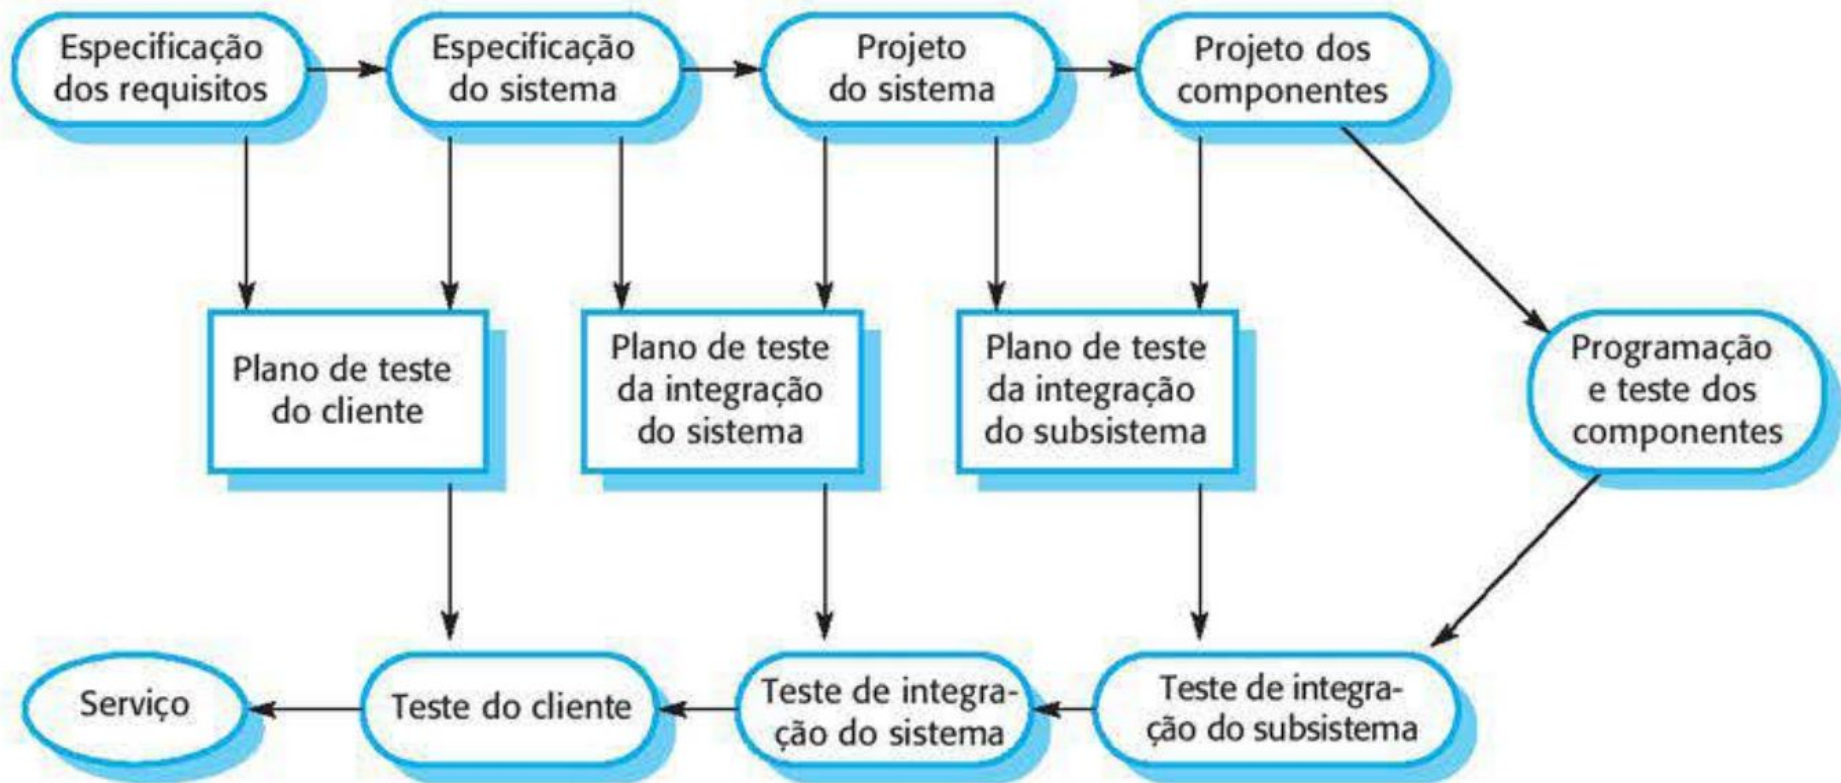 Especificação
dos requisitos
Especificação
do sistema
Projeto
do sistema
Projeto dos
componentes
Plano de teste
do cliente
Plano de teste
da integração
do sistema
Plano de teste
da integração
do subsistema
Programação
e teste dos
componentes
Serviço
Teste do cliente
Teste de integra-
ção do sistema
Teste de integra-
ção do subsistema